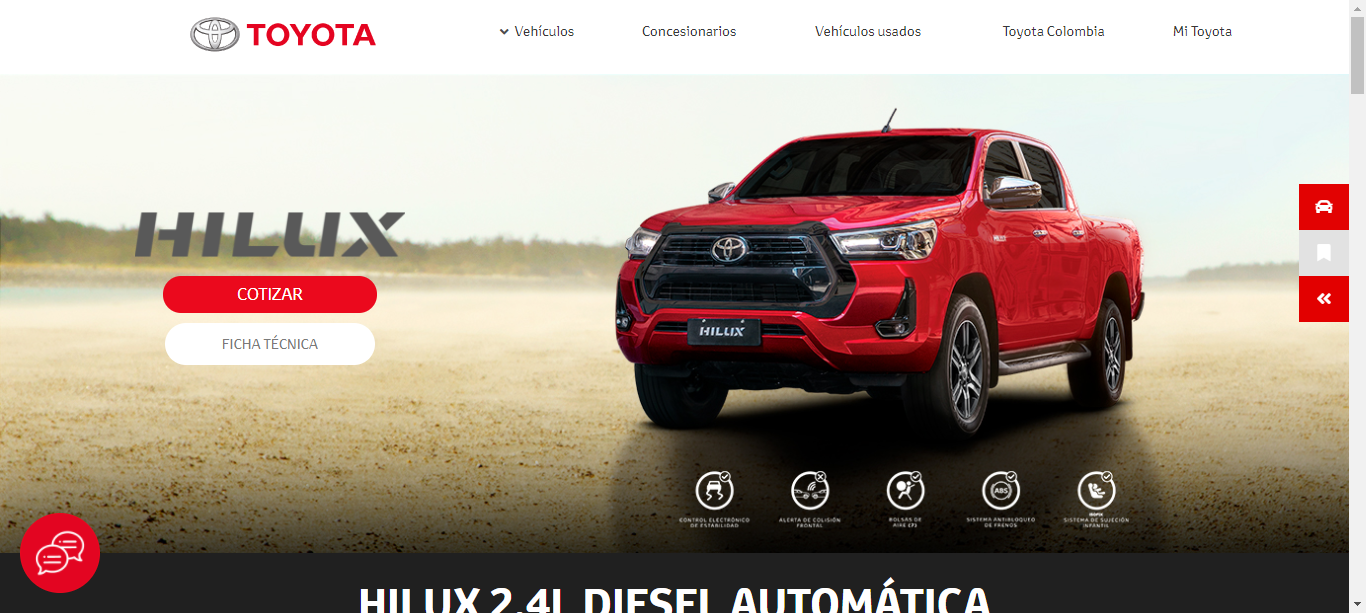 TOYOTA
Vehículos
Concesionarios
Vehículos usados
Toyota Colombia
Mi Toyota
HILUX
COTIZAR
FICHA TÉCNICA
HILUX
ABS
CONTROL ELECTRÓNICO
DE ESTABILIDAD
ALERTA DE COLISIÓN
FRONTAL
BOLSAS DE
AIRE (7)
SISTEMA ANTIBLOQUEO
DE FRENOS
ISOFIX
SISTEMA DE SUJECIÓN
INFANTIL
HILUX 2.4L DIESEL AUTOMÁTICA